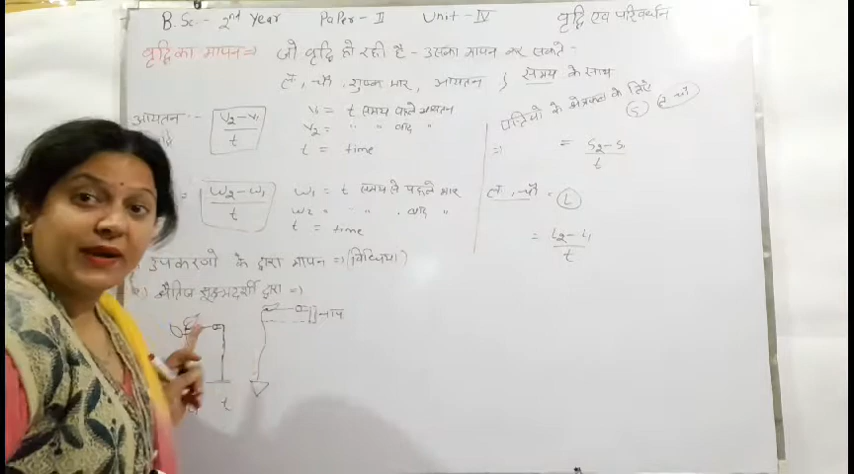 B.Sc.- 2nd Year Paper - II Unit - IV वृद्धि एवं परिवर्धन
वृद्धि का मापन ⇒ जो वृद्धि हो रही है - उसका मापन कर सकते -
लं, चौ, शुष्क भार, आयतन } समय के साथ
आयतन :- V2 - V1 / t
V1 = t समय पहले आयतन
V2 = " " बाद "
t = time
= W2 - W1 / t
W1 = t समय से पहले भार
W2 = " " बाद "
t = time
पत्तियों के क्षेत्रफल के लिए S
⇒ = S2 - S1 / t
लं, चौ. L
= L2 - L1 / t
उपकरणों के द्वारा मापन ⇒ (विधियाँ)
क्षैतिज सूक्ष्मदर्शी द्वारा ⇒
नाप
t